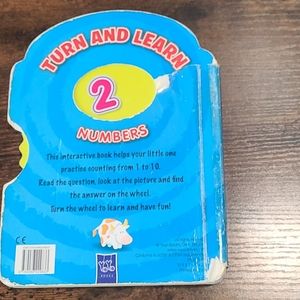 TURN AND LEARN
2
NUMBERS
This interactive book helps your little one
practise counting from 1 to 10.
Read the question, look at the picture and find
the answer on the wheel.
Turn the wheel to learn and have fun!
CE